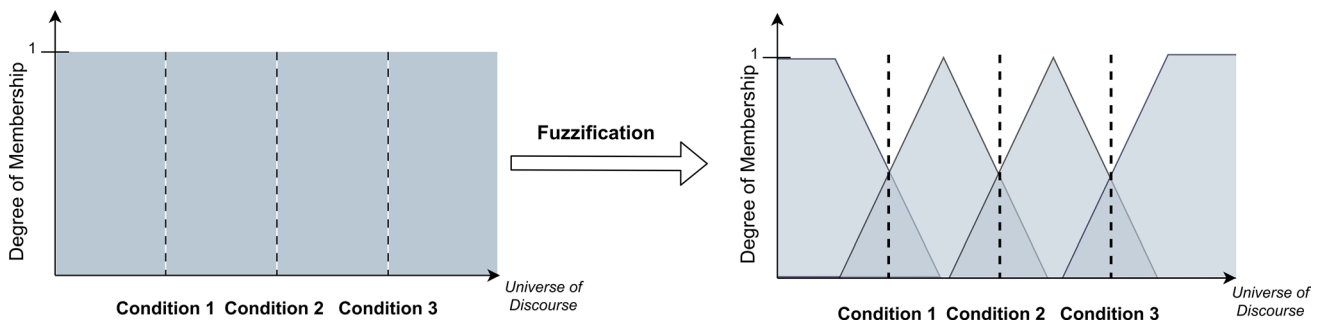 1
Degree of Membership
Condition 1 Condition 2 Condition 3
Universe of
Discourse
Fuzzification
1
Degree of Membership
Condition 1 Condition 2 Condition 3
Universe of
Discourse